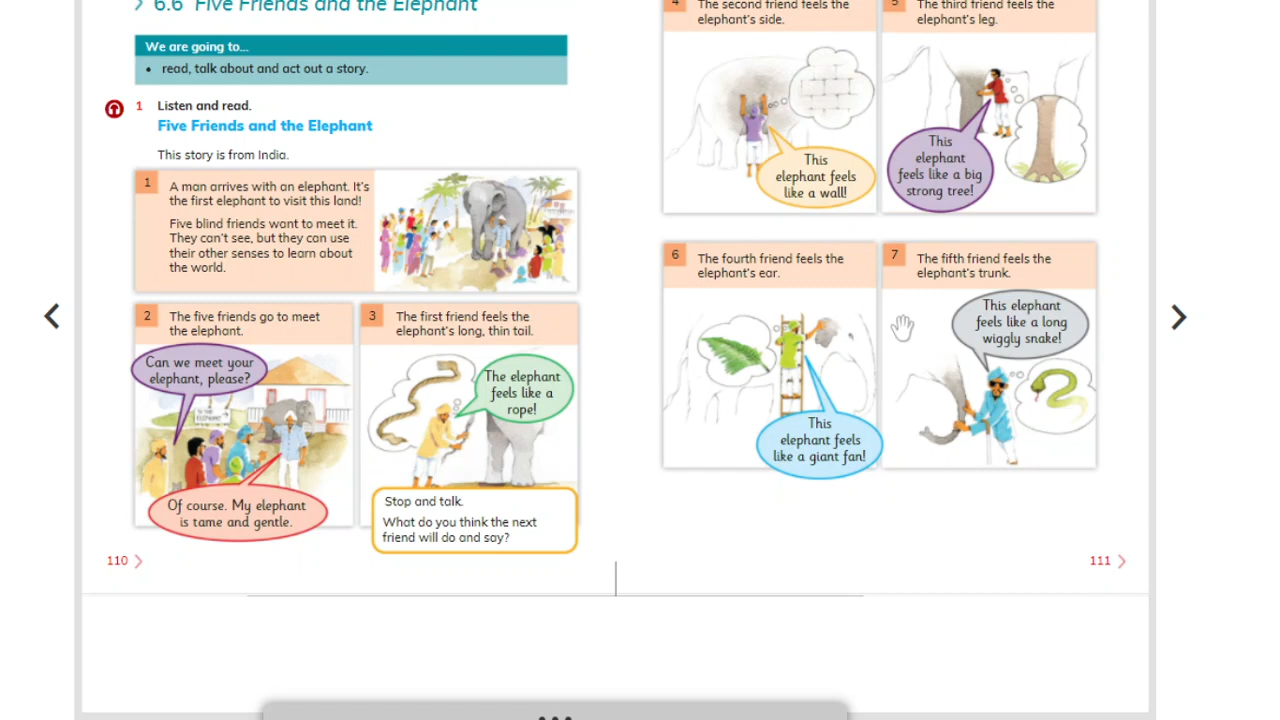 6.6 Five Friends and the Elephant
We are going to...
• read, talk about and act out a story.
1 Listen and read.
Five Friends and the Elephant
This story is from India.
1
A man arrives with an elephant. It's
the first elephant to visit this land!
Five blind friends want to meet it.
They can't see, but they can use
their other senses to learn about
the world.
2
The five friends go to meet
the elephant.
Can we meet your
elephant, please?
TO THE
ELEPHANT
Of course. My elephant
is tame and gentle.
3
The first friend feels the
elephant's long, thin tail.
The elephant
feels like a
rope!
Stop and talk.
What do you think the next
friend will do and say?
110
4
The second friend feels the
elephant's side.
This
elephant feels
like a wall!
5
The third friend feels the
elephant's leg.
This
elephant
feels like a big
strong tree!
6
The fourth friend feels the
elephant's ear.
This
elephant feels
like a giant fan!
7
The fifth friend feels the
elephant's trunk.
This elephant
feels like a long
wiggly snake!
111